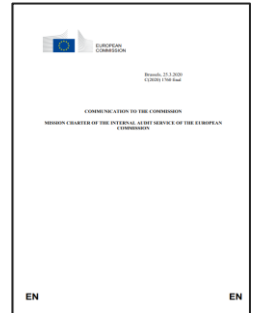 EUROPEAN
COMMISSION
Brussels, 25.3.2020
C(2020) 1760 final
COMMUNICATION TO THE COMMISSION
MISSION CHARTER OF THE INTERNAL AUDIT SERVICE OF THE EUROPEAN
COMMISSION
EN
EN